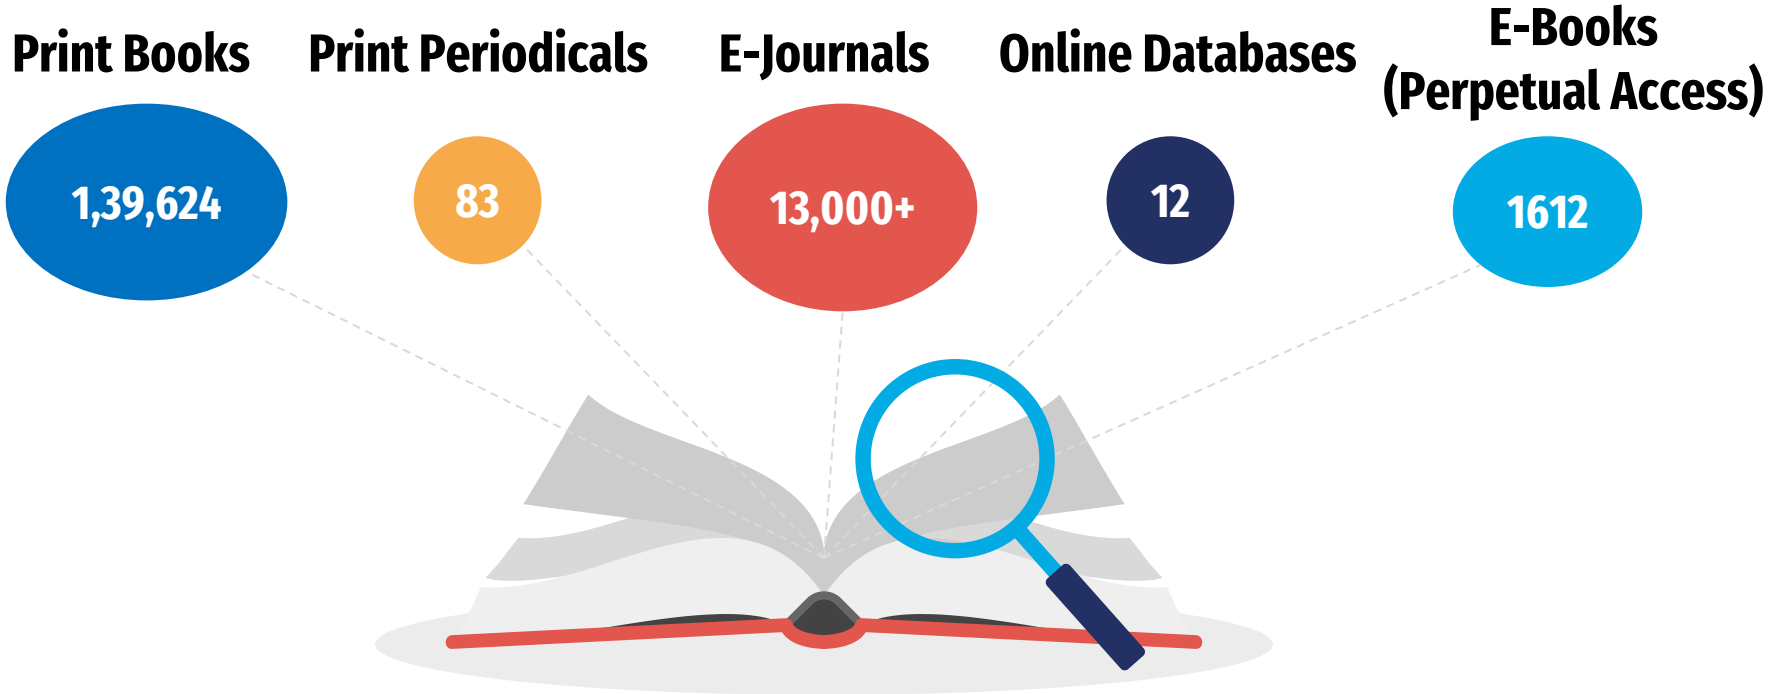 Print Books
1,39,624
Print Periodicals
83
E-Journals
13,000+
Online Databases
12
E-Books
(Perpetual Access)
1612